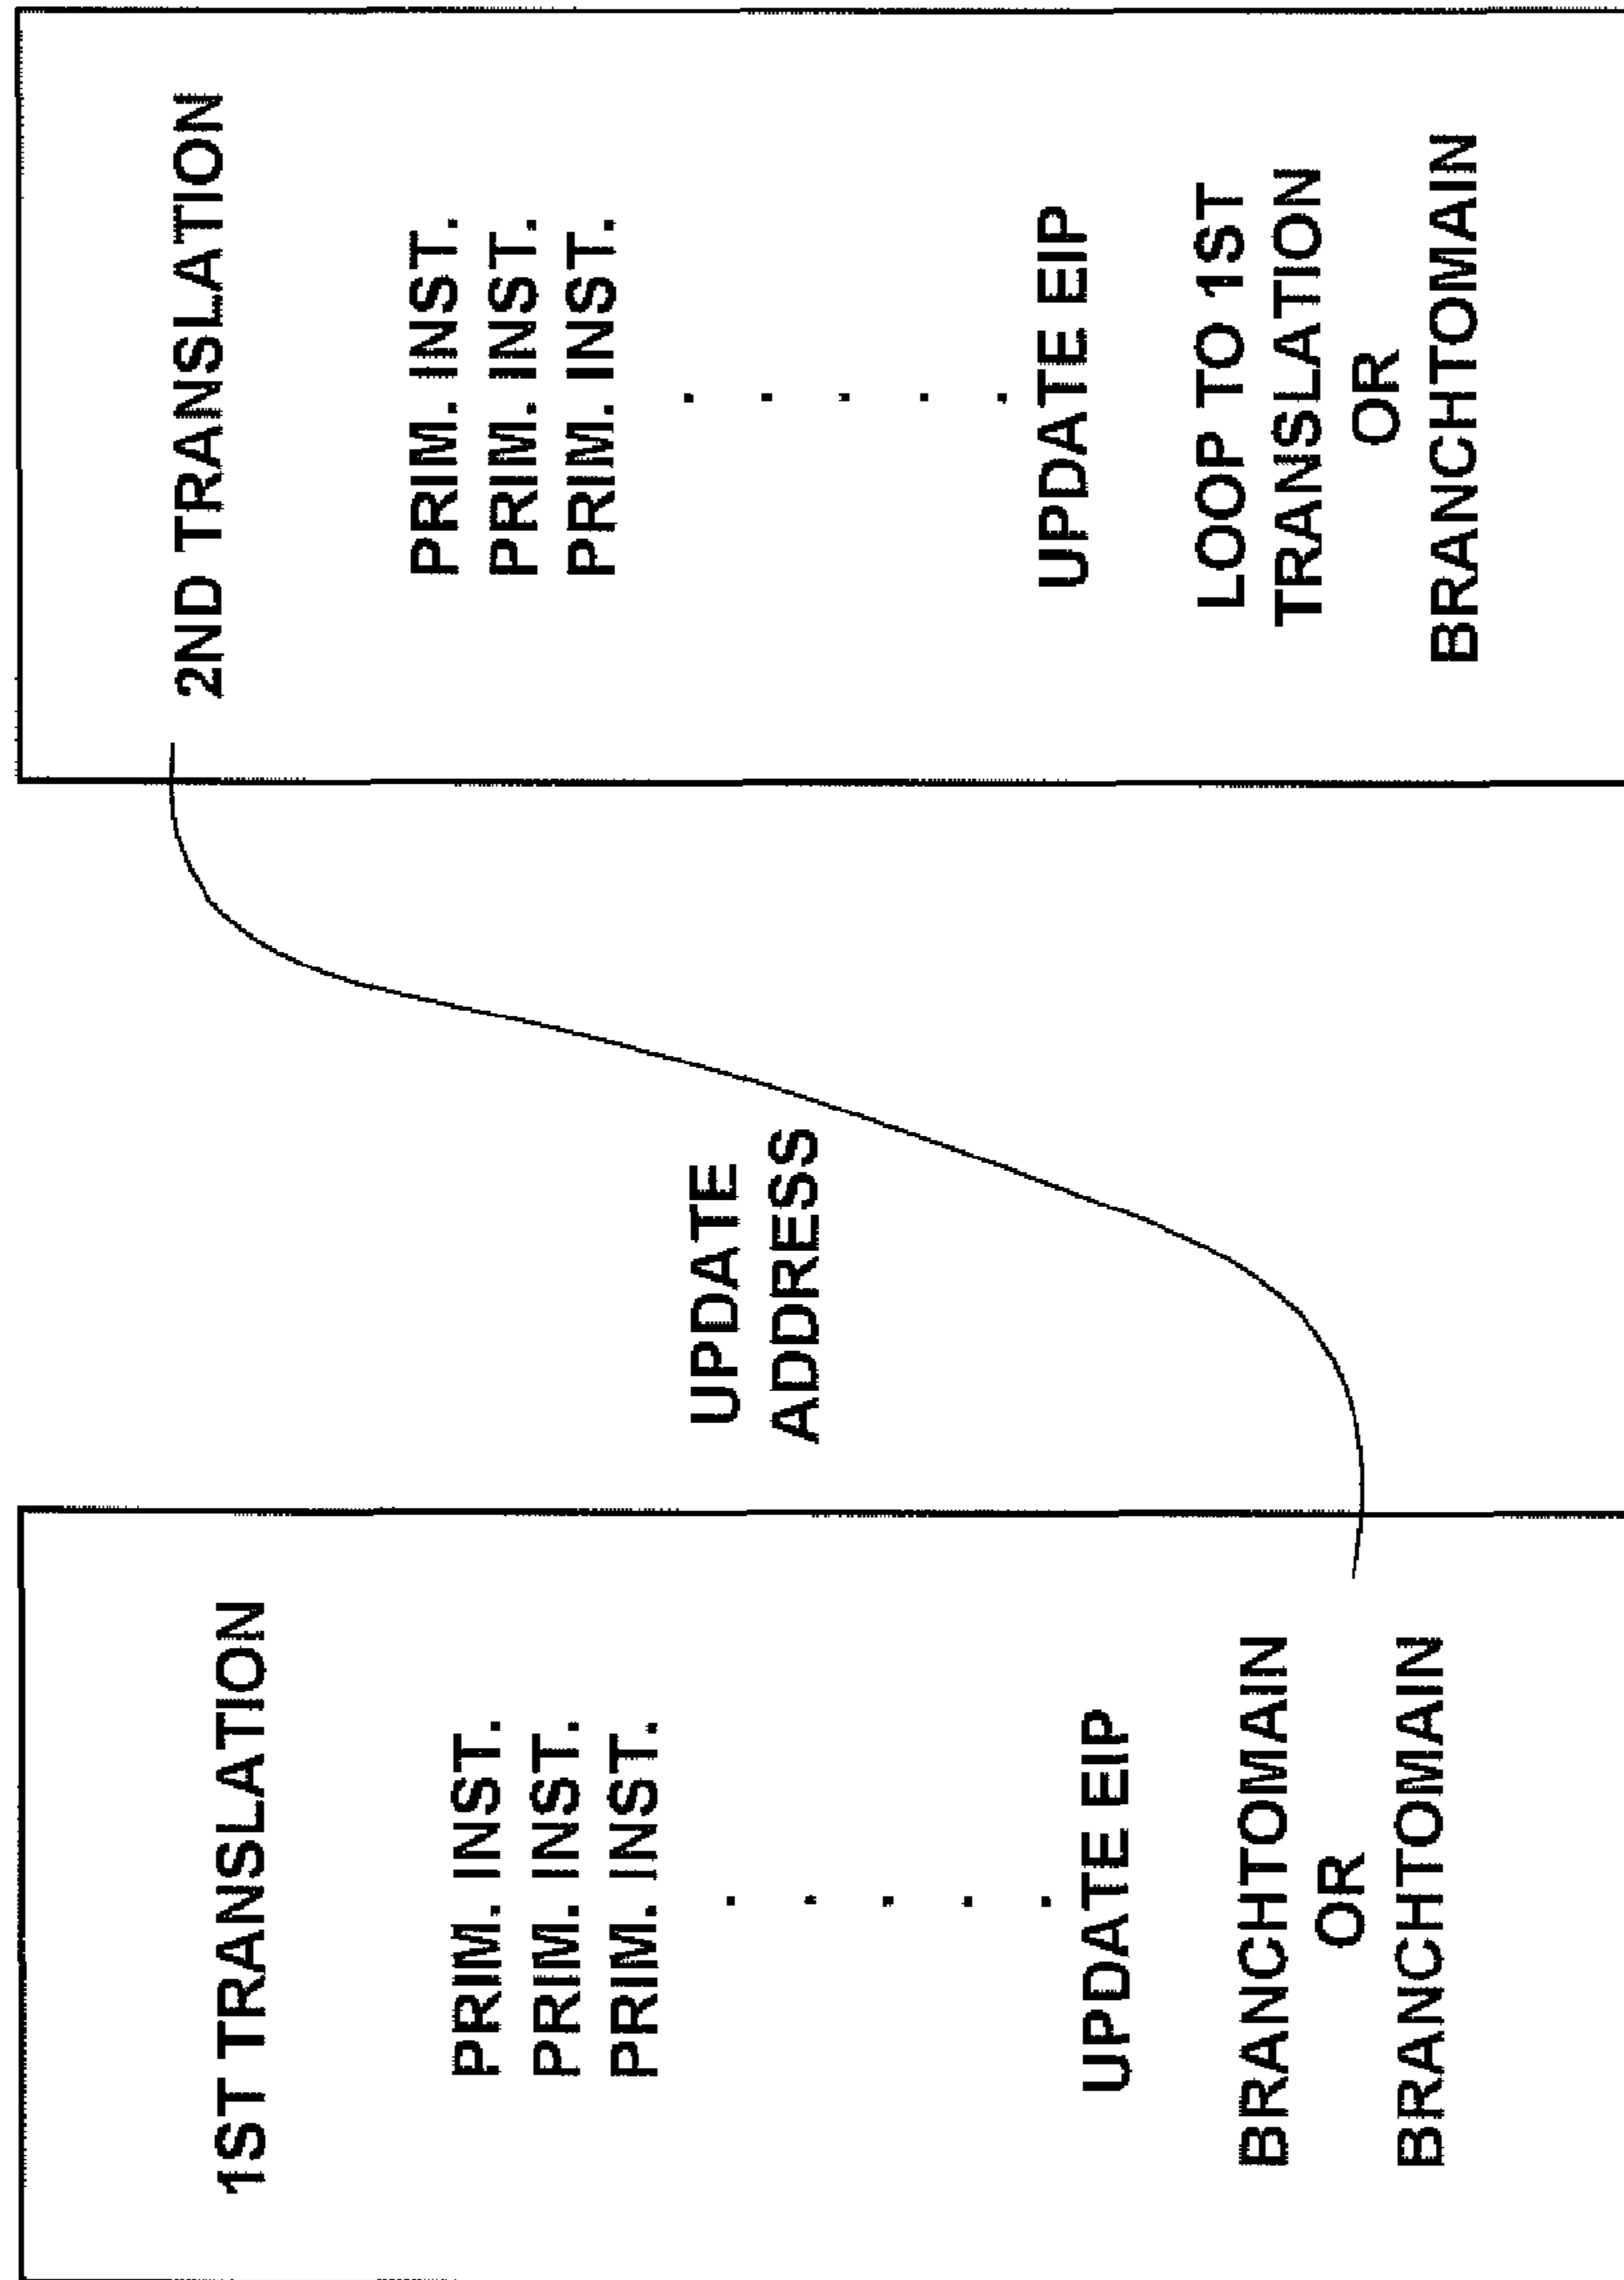 1ST TRANSLATION
PRIM. INST.
PRIM. INST.
PRIM. INST.
. . . . .
UPDATE EIP
BRANCHTOMAIN
OR
BRANCHTOMAIN
UPDATE
ADDRESS
2ND TRANSLATION
PRIM. INST.
PRIM. INST.
PRIM. INST.
. . . . .
UPDATE EIP
LOOP TO 1ST
TRANSLATION
OR
BRANCHTOMAIN